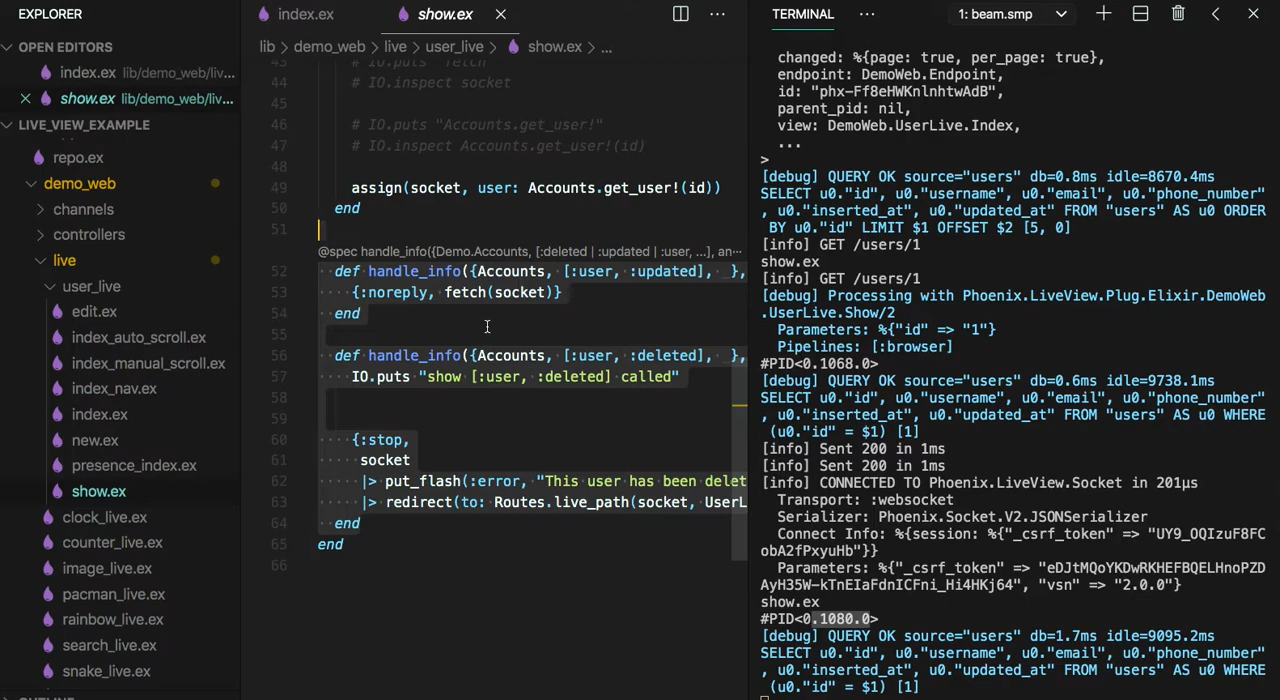 EXPLORER
OPEN EDITORS
index.ex lib/demo_web/liv...
show.ex lib/demo_web/liv...
LIVE_VIEW_EXAMPLE
repo.ex
demo_web
channels
controllers
live
user_live
edit.ex
index_auto_scroll.ex
index_manual_scroll.ex
index_nav.ex
index.ex
new.ex
presence_index.ex
show.ex
clock_live.ex
counter_live.ex
image_live.ex
pacman_live.ex
rainbow_live.ex
search_live.ex
snake_live.ex
index.ex
show.ex
lib > demo_web > live > user_live > show.ex > ...
43 # IO.puts "fetch"
44 # IO.inspect socket
45
46 # IO.puts "Accounts.get_user!"
47 # IO.inspect Accounts.get_user!(id)
48
49 assign(socket, user: Accounts.get_user!(id))
50 end
51
@spec handle_info({Demo.Accounts, [:deleted | :updated | :user, ...], an...
52 def handle_info({Accounts, [:user, :updated], _},
53 {:noreply, fetch(socket)}
54 end
55
56 def handle_info({Accounts, [:user, :deleted], _},
57 IO.puts "show [:user, :deleted] called"
58
59
60 {:stop,
61 socket
62 |> put_flash(:error, "This user has been delet
63 |> redirect(to: Routes.live_path(socket, UserL
64 end
65 end
66
TERMINAL ... 1: beam.smp
changed: %{page: true, per_page: true},
endpoint: DemoWeb.Endpoint,
id: "phx-Ff8eHWKnlnhtwAdB",
parent_pid: nil,
view: DemoWeb.UserLive.Index,
...
>
[debug] QUERY OK source="users" db=0.8ms idle=8670.4ms
SELECT u0."id", u0."username", u0."email", u0."phone_number"
, u0."inserted_at", u0."updated_at" FROM "users" AS u0 ORDER
BY u0."id" LIMIT $1 OFFSET $2 [5, 0]
[info] GET /users/1
show.ex
[info] GET /users/1
[debug] Processing with Phoenix.LiveView.Plug.Elixir.DemoWeb
.UserLive.Show/2
Parameters: %{"id" => "1"}
Pipelines: [:browser]
#PID<0.1068.0>
[debug] QUERY OK source="users" db=0.6ms idle=9738.1ms
SELECT u0."id", u0."username", u0."email", u0."phone_number"
, u0."inserted_at", u0."updated_at" FROM "users" AS u0 WHERE
(u0."id" = $1) [1]
[info] Sent 200 in 1ms
[info] Sent 200 in 1ms
[info] CONNECTED TO Phoenix.LiveView.Socket in 201µs
Transport: :websocket
Serializer: Phoenix.Socket.V2.JSONSerializer
Connect Info: %{session: %{"_csrf_token" => "UY9_OQIzuF8FC
obA2fPxyuHb"}}
Parameters: %{"_csrf_token" => "eDJtMQoYKDwRKHEFBQELHnoPZD
AyH35W-kTnEIaFdnICFni_Hi4HKj64", "vsn" => "2.0.0"}
show.ex
#PID<0.1080.0>
[debug] QUERY OK source="users" db=1.7ms idle=9095.2ms
SELECT u0."id", u0."username", u0."email", u0."phone_number"
, u0."inserted_at", u0."updated_at" FROM "users" AS u0 WHERE
(u0."id" = $1) [1]